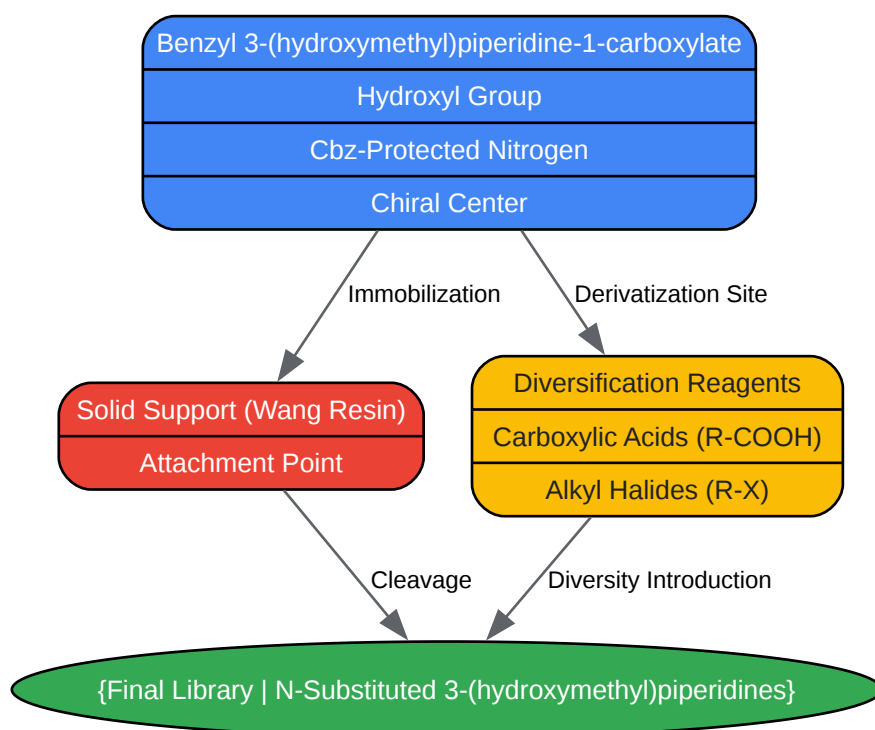 Benzyl 3-(hydroxymethyl)piperidine-1-carboxylate
Hydroxyl Group
Cbz-Protected Nitrogen
Chiral Center
Immobilization
Derivatization Site
Solid Support (Wang Resin)
Attachment Point
Diversification Reagents
Carboxylic Acids (R-COOH)
Alkyl Halides (R-X)
Cleavage
Diversity Introduction
{Final Library | N-Substituted 3-(hydroxymethyl)piperidines}